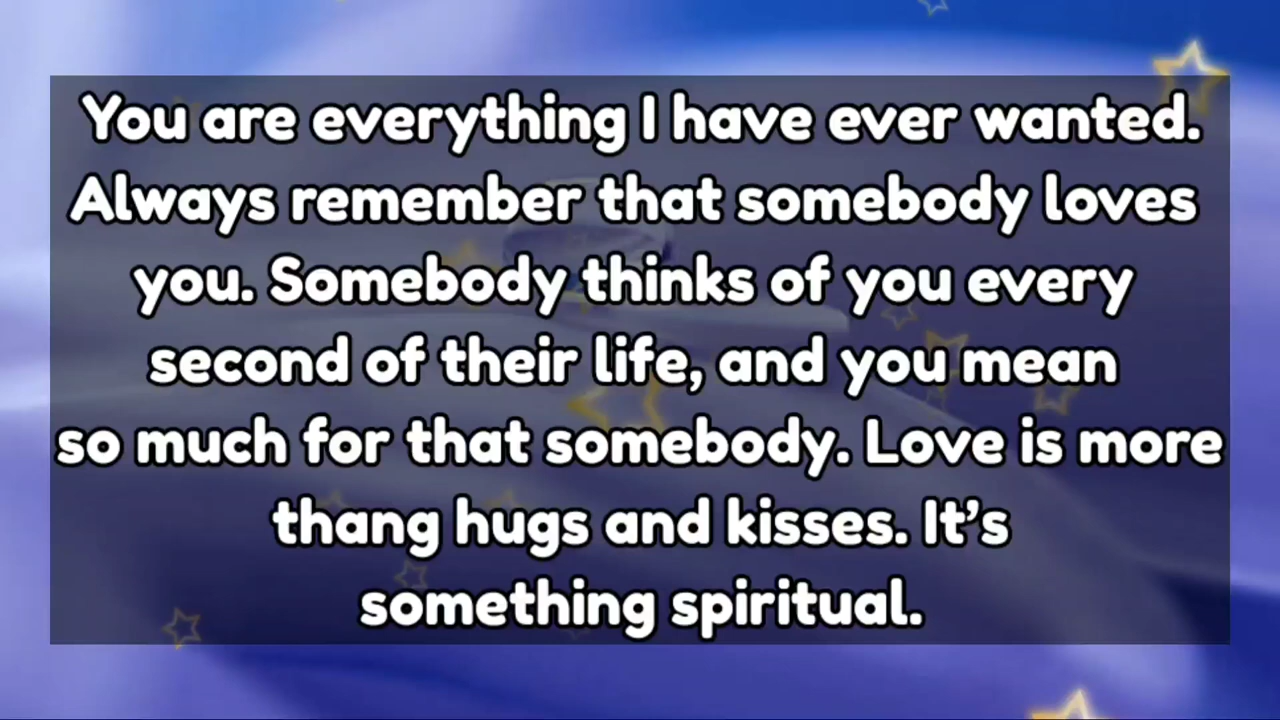 You are everything I have ever wanted.
Always remember that somebody loves
you. Somebody thinks of you every
second of their life, and you mean
so much for that somebody. Love is more
thang hugs and kisses. It’s
something spiritual.